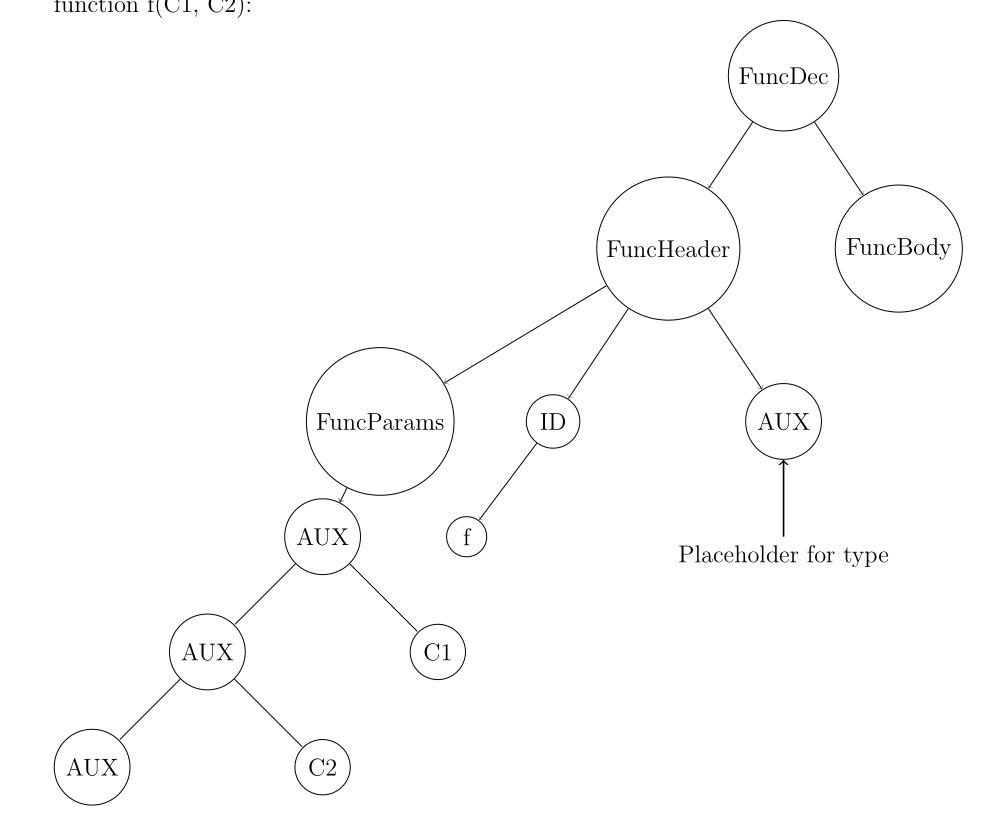 function f(C1, C2):
FuncDec
FuncHeader
FuncBody
FuncParams
ID
AUX
AUX
f
Placeholder for type
AUX
C1
AUX
C2